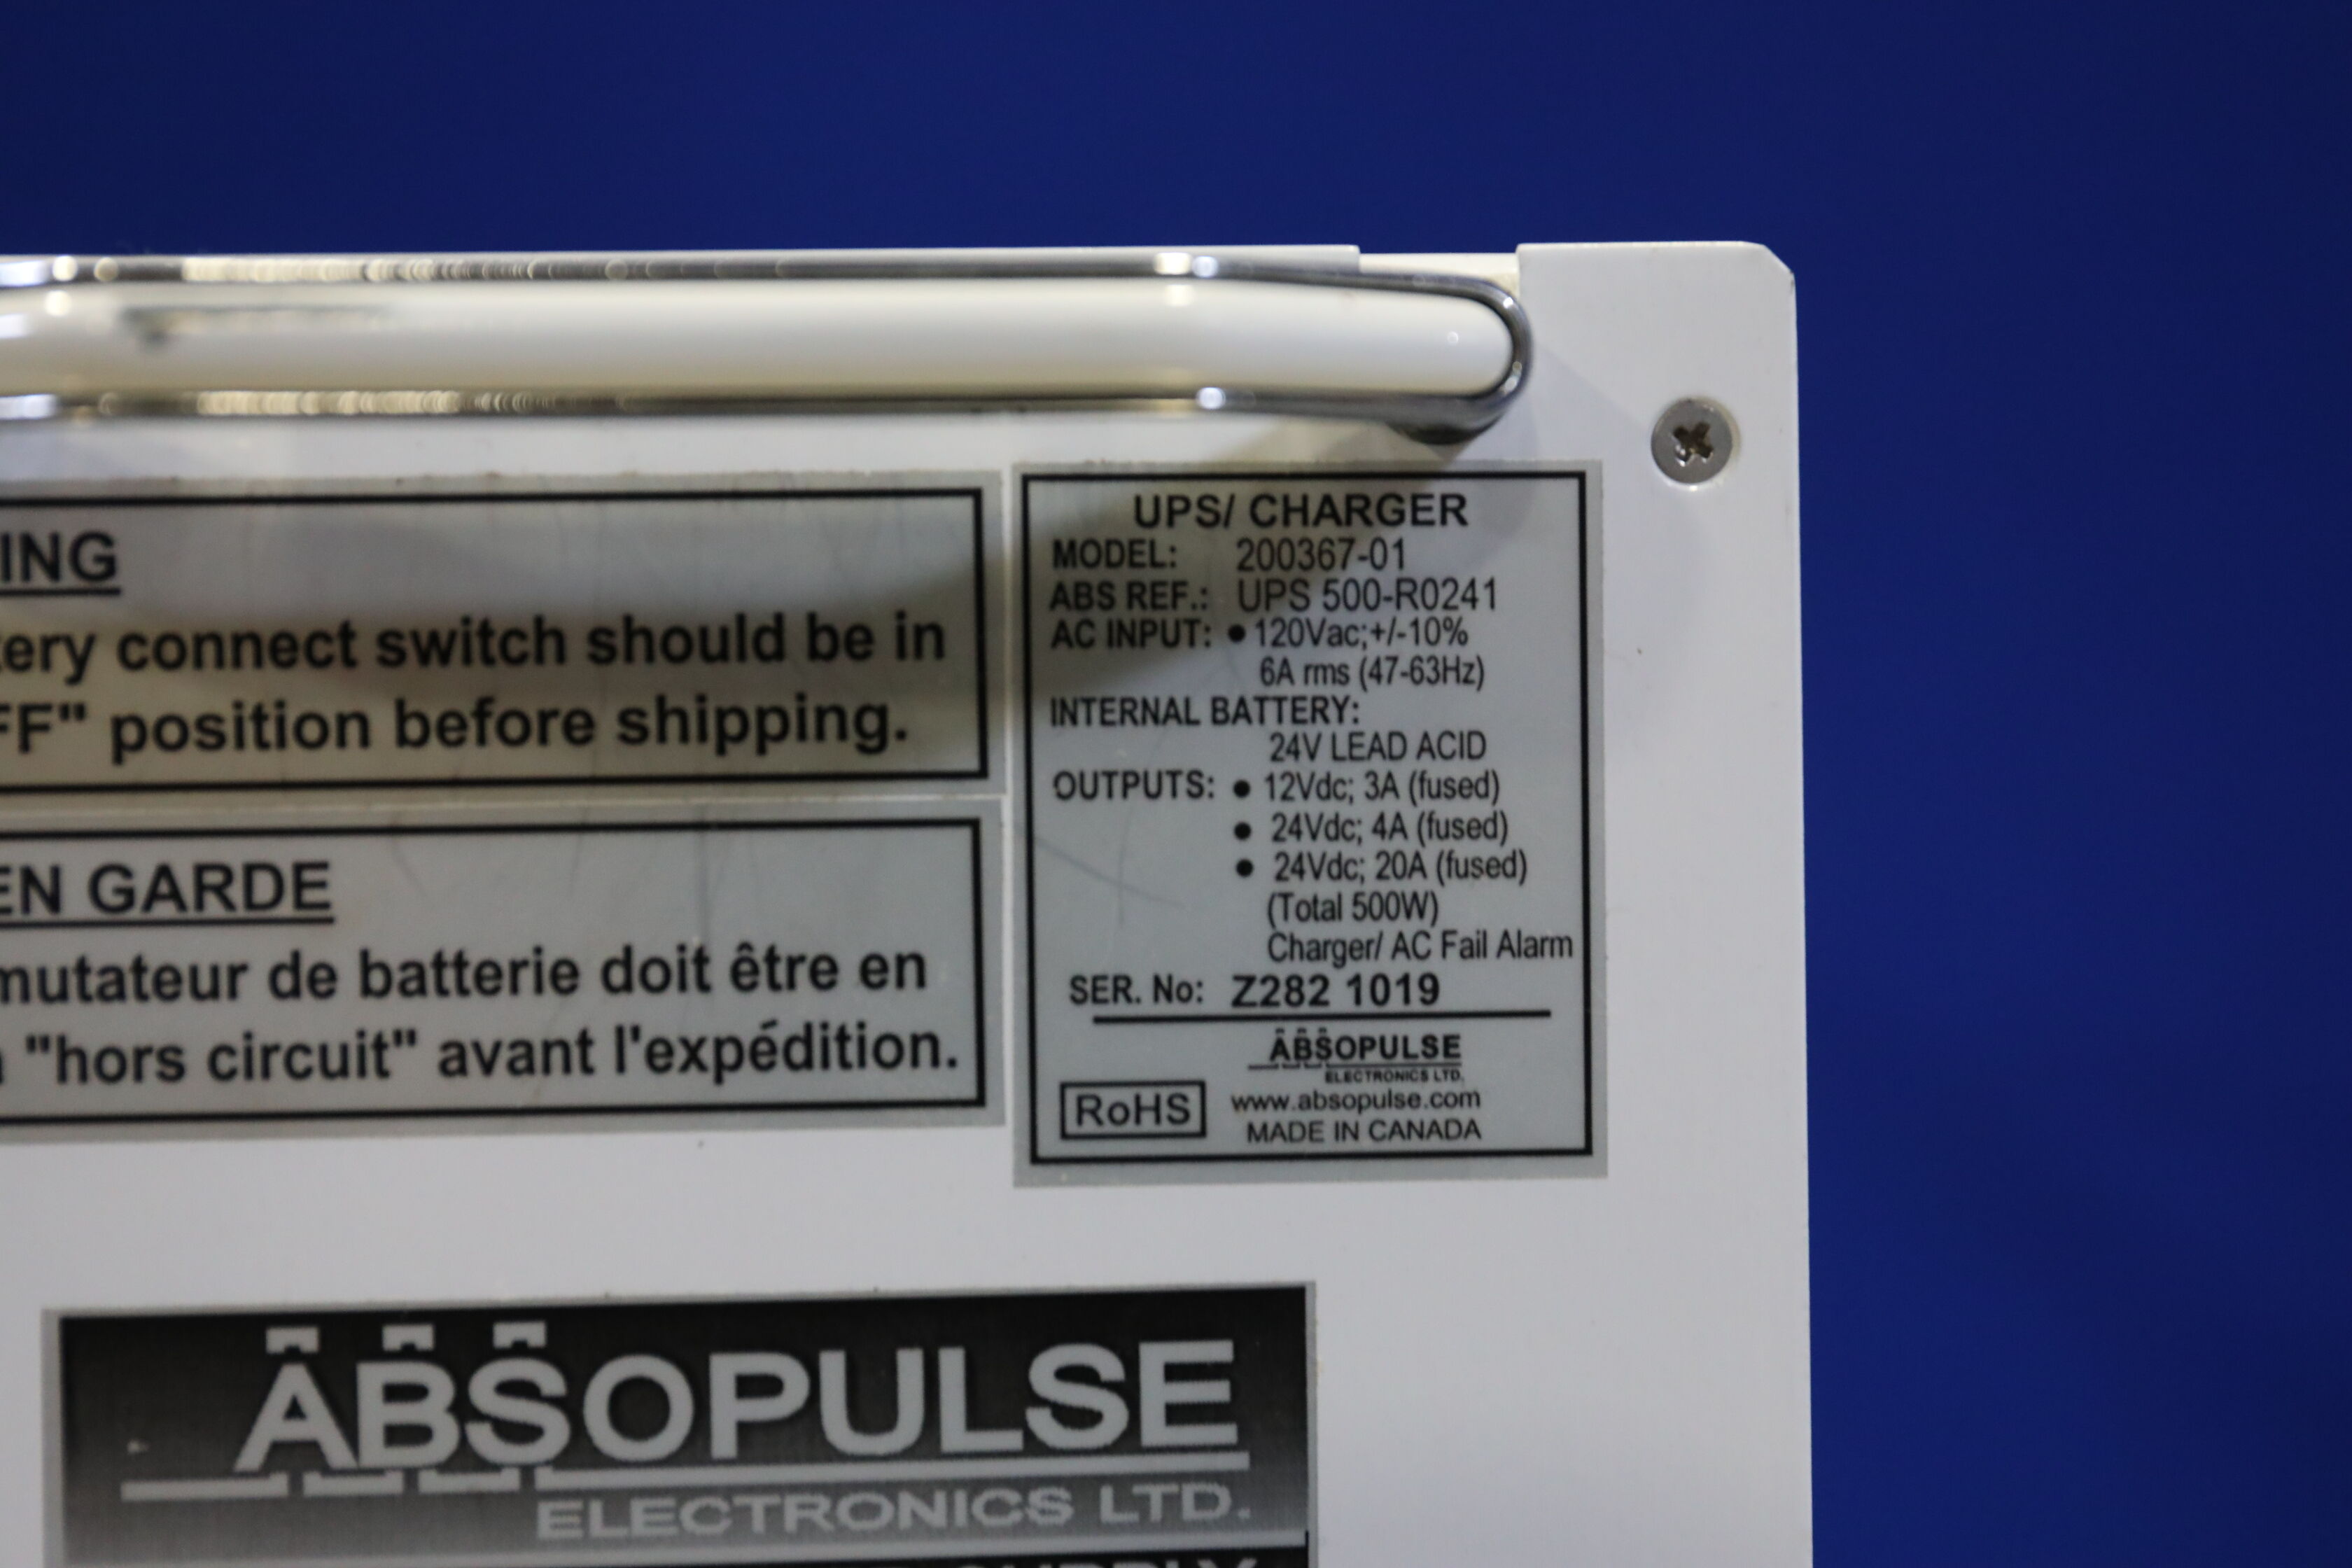 ING
tery connect switch should be in
FF" position before shipping.
EN GARDE
mutateur de batterie doit être en
"hors circuit" avant l'expédition.
UPS/ CHARGER
MODEL: 200367-01
ABS REF.: UPS 500-R0241
AC INPUT: ● 120Vac;+/-10%
6A rms (47-63Hz)
INTERNAL BATTERY:
24V LEAD ACID
OUTPUTS: ● 12Vdc; 3A (fused)
● 24Vdc; 4A (fused)
● 24Vdc; 20A (fused)
(Total 500W)
Charger/ AC Fail Alarm
SER. No: Z282 1019
ABSOPULSE
ELECTRONICS LTD.
RoHS
www.absopulse.com
MADE IN CANADA
ABSOPULSE
ELECTRONICS LTD.